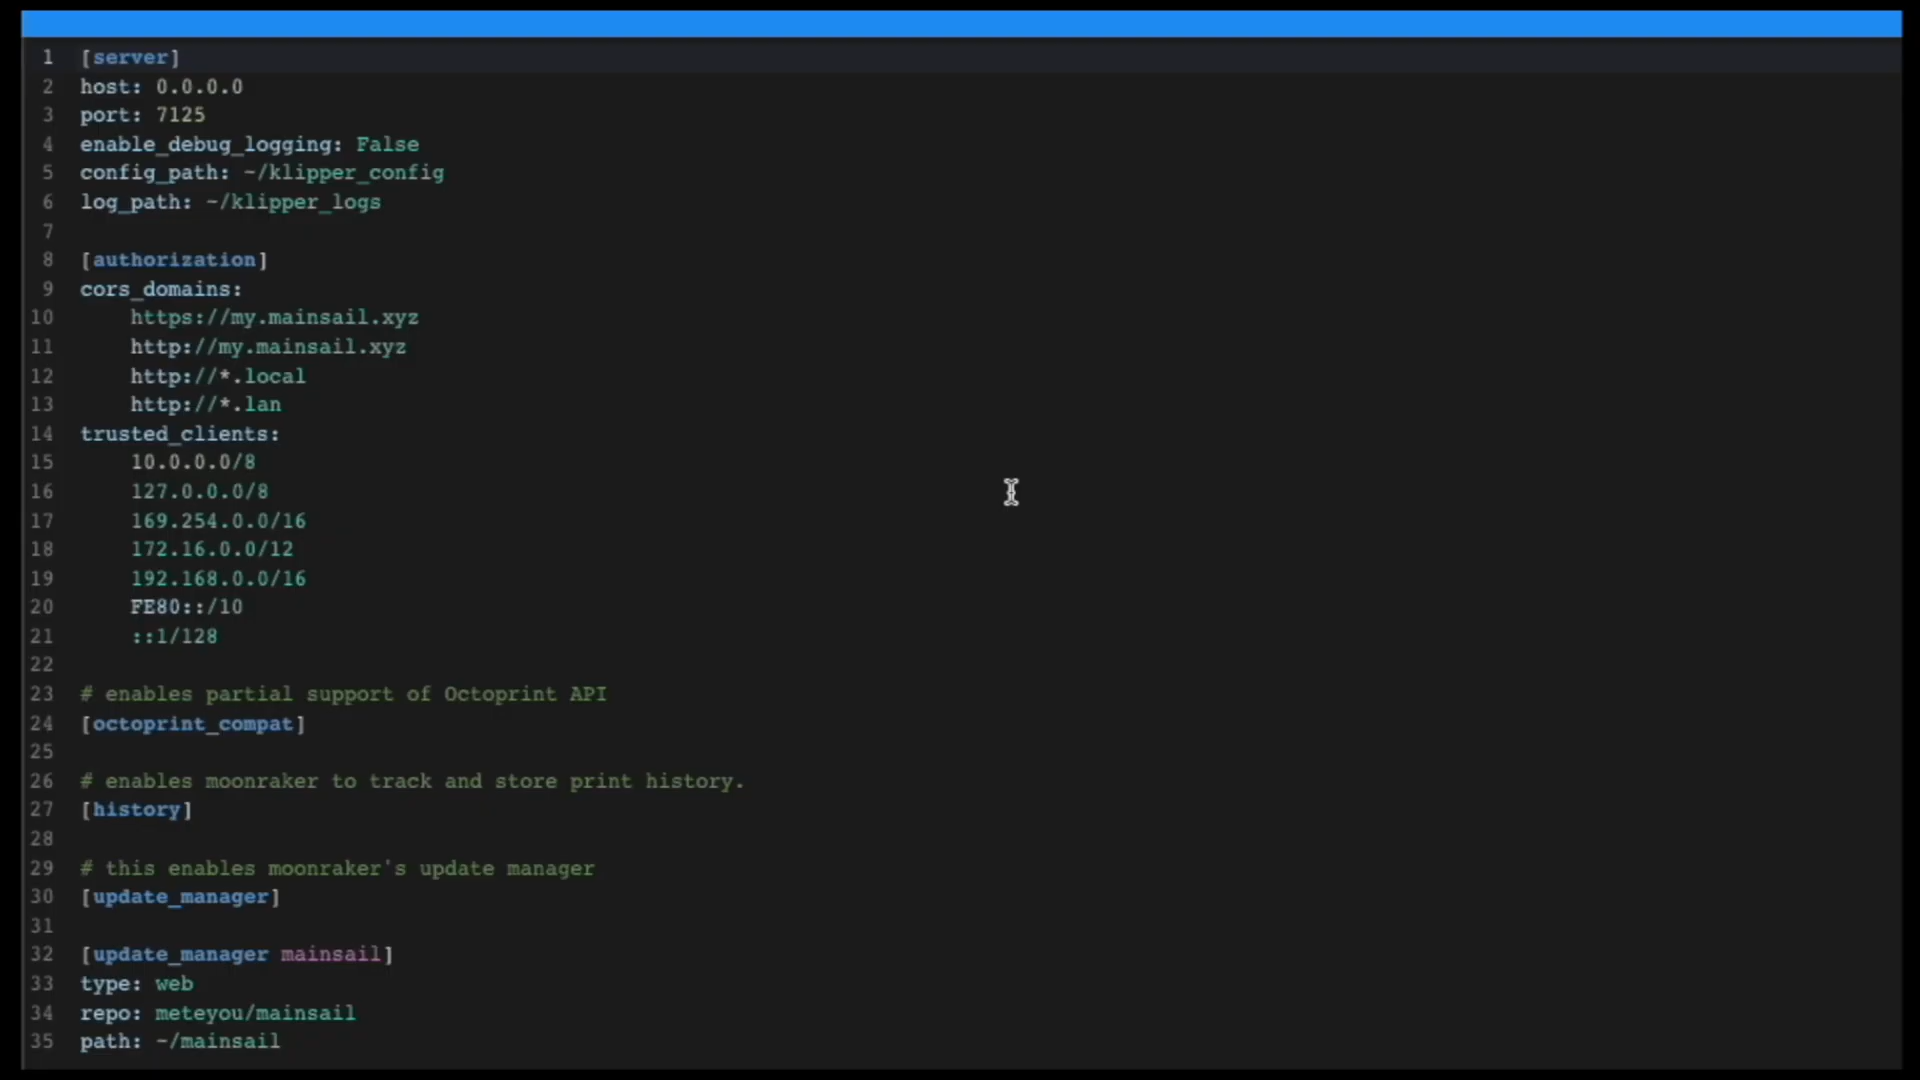 1 [server]
2 host: 0.0.0.0
3 port: 7125
4 enable_debug_logging: False
5 config_path: ~/klipper_config
6 log_path: ~/klipper_logs
7
8 [authorization]
9 cors_domains:
10 https://my.mainsail.xyz
11 http://my.mainsail.xyz
12 http://*.local
13 http://*.lan
14 trusted_clients:
15 10.0.0.0/8
16 127.0.0.0/8
17 169.254.0.0/16
18 172.16.0.0/12
19 192.168.0.0/16
20 FE80::/10
21 ::1/128
22
23 # enables partial support of Octoprint API
24 [octoprint_compat]
25
26 # enables moonraker to track and store print history.
27 [history]
28
29 # this enables moonraker's update manager
30 [update_manager]
31
32 [update_manager mainsail]
33 type: web
34 repo: meteyou/mainsail
35 path: ~/mainsail